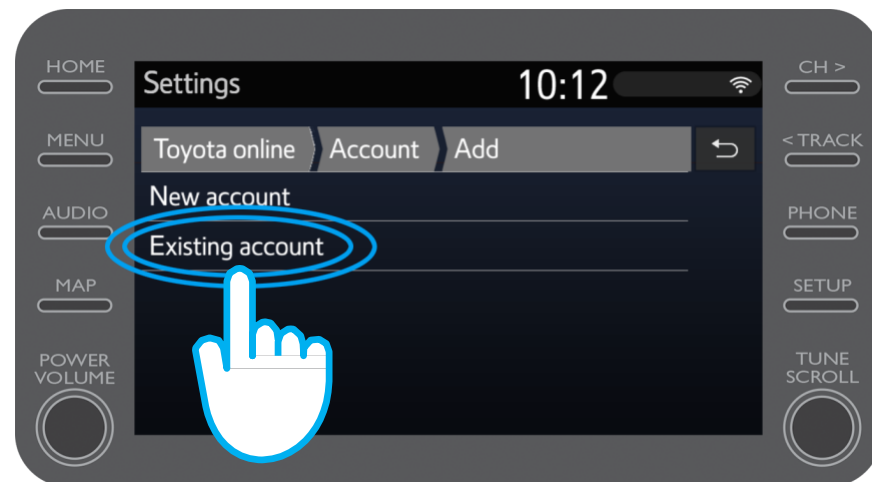 HOME
MENU
AUDIO
MAP
POWER
VOLUME
Settings 10:12
Toyota online Account Add
New account
Existing account
CH >
< TRACK
PHONE
SETUP
TUNE
SCROLL